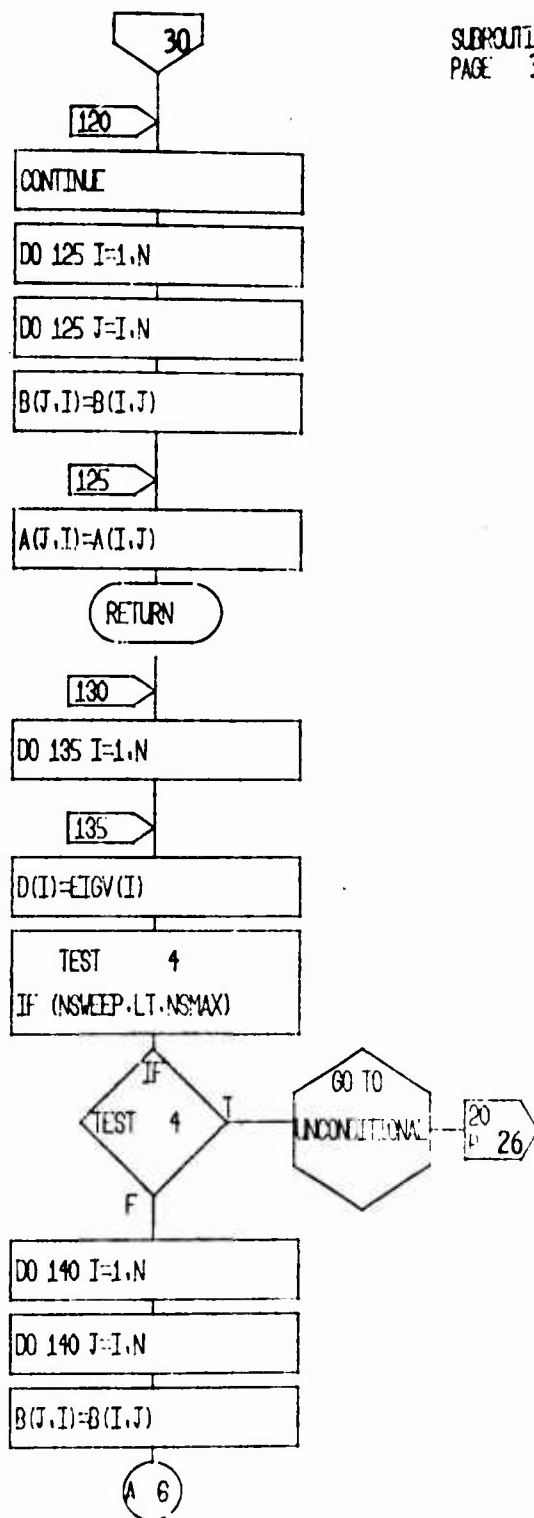 30
PAGE
120
CONTINUE
DO 125 I=1,N
DO 125 J=I,N
B(J,I)=B(I,J)
125
A(J,I)=A(I,J)
RETURN
130
DO 135 I=1,N
135
D(I)=EIGV(I)
TEST 4
IF (NSWEEP.LT.NSMAX)
IF
TEST 4
T
F
GO TO
UNCONDITIONAL
20
P 26
DO 140 I=1,N
DO 140 J=I,N
B(J,I)=B(I,J)
A 6